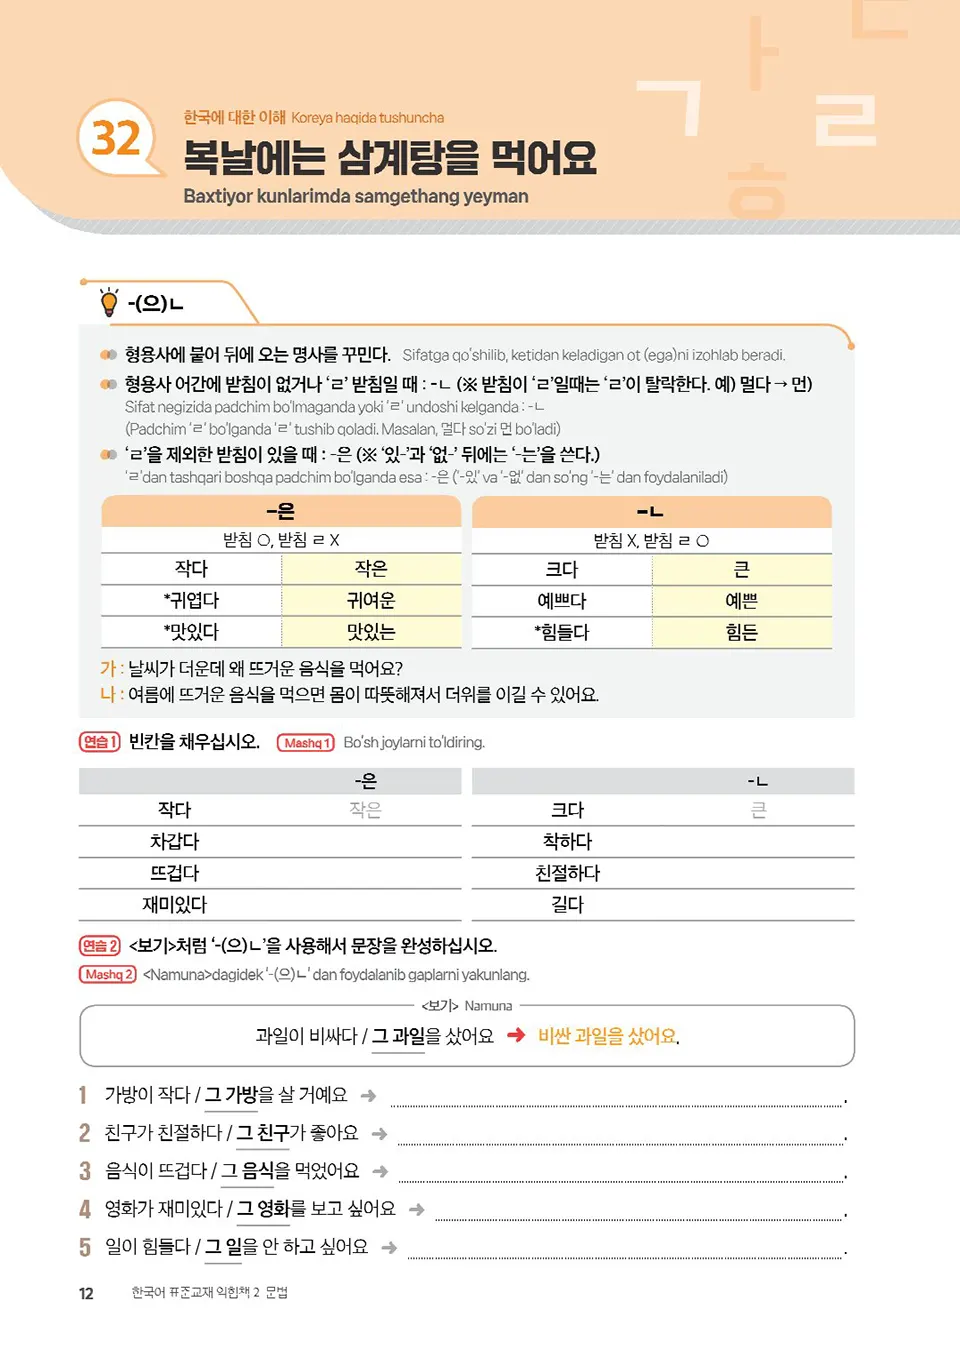 32
한국에 대한 이해 Koreya haqida tushuncha
복날에는 삼계탕을 먹어요
Baxtiyor kunlarimda samgethang yeyman
ㄱ ㅏ ㄴ ㄹ ㅎ
-(으)ㄴ
형용사에 붙어 뒤에 오는 명사를 꾸민다. Sifatga qo'shilib, ketidan keladigan ot (ega)ni izohlab beradi.
형용사 어간에 받침이 없거나 'ㄹ' 받침일 때 : -ㄴ (※ 받침이 'ㄹ'일때는 'ㄹ'이 탈락한다. 예) 멀다 → 먼)
Sifat negizida padchim bo'lmaganda yoki 'ㄹ' undoshi kelganda : -ㄴ
(Padchim 'ㄹ' bo'lganda 'ㄹ' tushib qoladi. Masalan, 멀다 so'zi 먼 bo'ladi)
'ㄹ'을 제외한 받침이 있을 때 : -은 (※ '있-'과 '없-' 뒤에는 '-는'을 쓴다.)
'ㄹ'dan tashqari boshqa padchim bo'lganda esa : -은 ('-있' va '-없' dan so'ng '-는' dan foydalaniladi)
-은 -ㄴ
받침 O, 받침 ㄹ X 받침 X, 받침 ㄹ O
작다 작은 크다 큰
*귀엽다 귀여운 예쁘다 예쁜
*맛있다 맛있는 *힘들다 힘든
가 : 날씨가 더운데 왜 뜨거운 음식을 먹어요?
나 : 여름에 뜨거운 음식을 먹으면 몸이 따뜻해져서 더위를 이길 수 있어요.
연습 1 빈칸을 채우십시오. Mashq 1 Bo'sh joylarni to'ldiring.
-은 -ㄴ
작다 작은 크다 큰
차갑다 착하다
뜨겁다 친절하다
재미있다 길다
연습 2 <보기>처럼 '-(으)ㄴ'을 사용해서 문장을 완성하십시오.
Mashq 2 <Namuna>dagidek '-(으)ㄴ' dan foydalanib gaplarni yakunlang.
<보기> Namuna
과일이 비싸다 / 그 과일을 샀어요 ➜ 비싼 과일을 샀어요.
1 가방이 작다 / 그 가방을 살 거예요 ➜ .
2 친구가 친절하다 / 그 친구가 좋아요 ➜ .
3 음식이 뜨겁다 / 그 음식을 먹었어요 ➜ .
4 영화가 재미있다 / 그 영화를 보고 싶어요 ➜ .
5 일이 힘들다 / 그 일을 안 하고 싶어요 ➜ .
12 한국어 표준교재 익힘책 2 문법